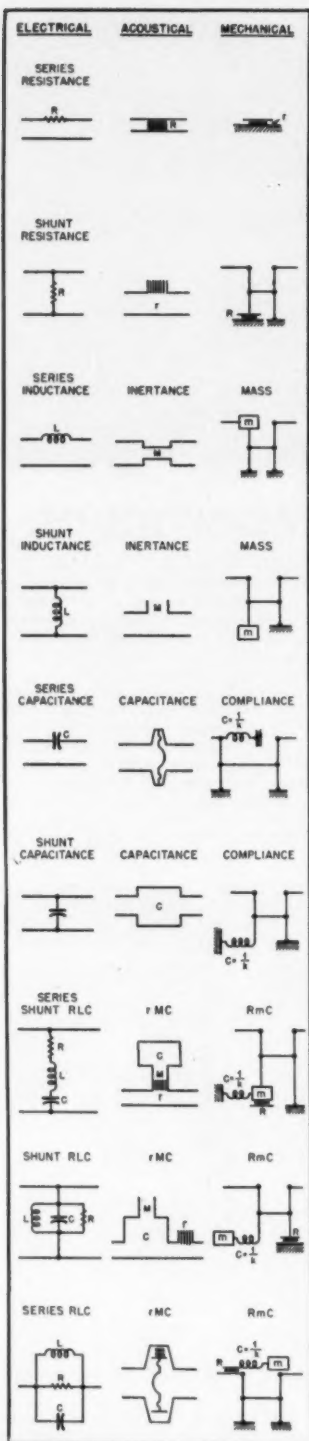 ELECTRICAL ACOUSTICAL MECHANICAL
SERIES
RESISTANCE
R R r
SHUNT
RESISTANCE
R r R
SERIES
INDUCTANCE INERTANCE MASS
L M m
SHUNT
INDUCTANCE INERTANCE MASS
L M m
SERIES
CAPACITANCE CAPACITANCE COMPLIANCE
C C=1/k
SHUNT
CAPACITANCE CAPACITANCE COMPLIANCE
C C=1/k
SERIES
SHUNT RLC rMC RmC
R L C C M r C=1/k m R
SHUNT RLC rMC RmC
L C R M C r m C=1/k R
SERIES RLC rMC RmC
L R C R C=1/k m